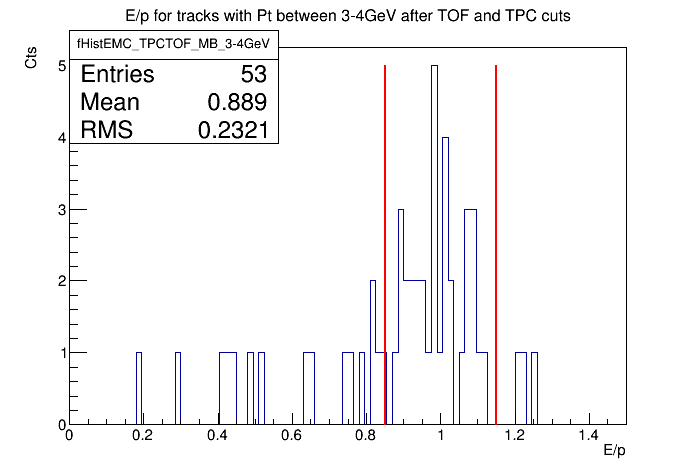 E/p for tracks with Pt between 3-4GeV after TOF and TPC cuts
fHistEMC_TPCTOF_MB_3-4GeV
Entries 53
Mean 0.889
RMS 0.2321
Cts
5
4
3
2
1
0
0 0.2 0.4 0.6 0.8 1 1.2 1.4
E/p